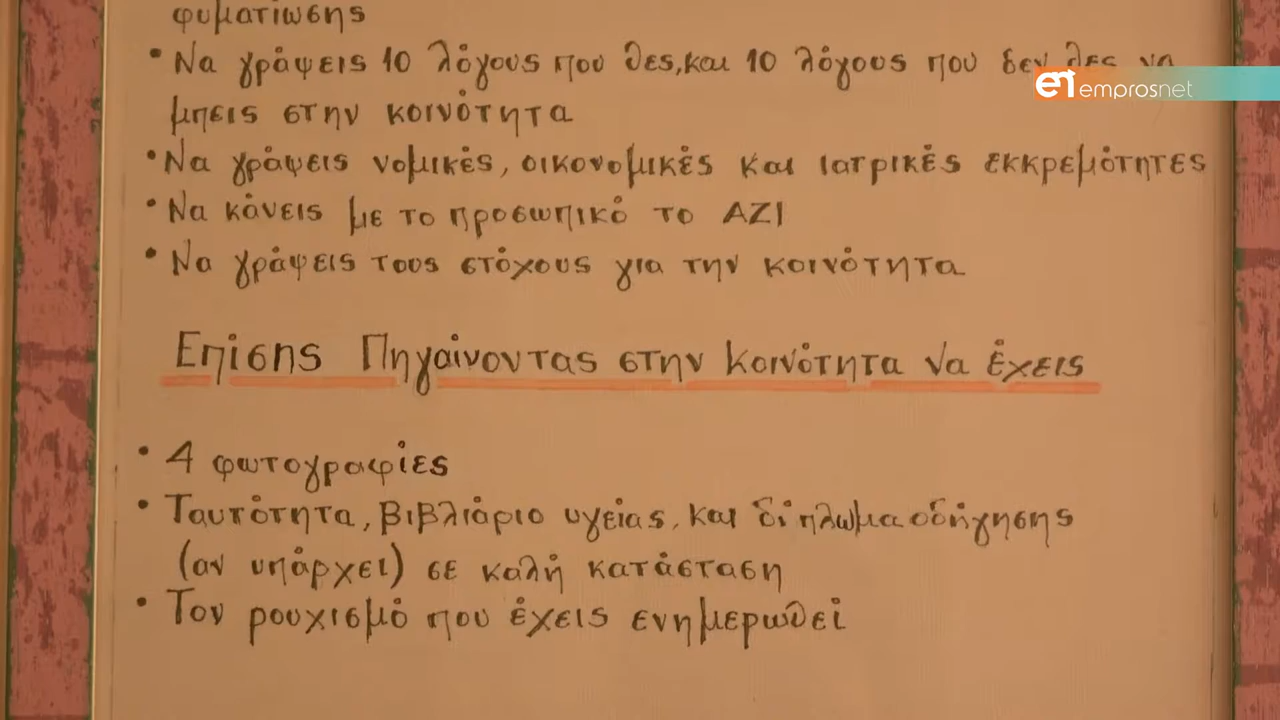 φυματίωσης
• Να γράψεις 10 λόγους που θες, και 10 λόγους που δεν θες να
μπεις στην κοινότητα
• Να γράψεις νομικές, οικονομικές και ιατρικές εκκρεμότητες
• Να κάνεις με το προσωπικό το AZI
• Να γράψεις τους στόχους για την κοινότητα
Επίσης Πηγαίνοντας στην κοινότητα να έχεις
• 4 φωτογραφίες
• Ταυτότητα, βιβλιάριο υγείας, και δίπλωμα οδήγησης
(αν υπάρχει) σε καλή κατάσταση
• Τον ρουχισμό που έχεις ενημερωθεί
en emprosnet